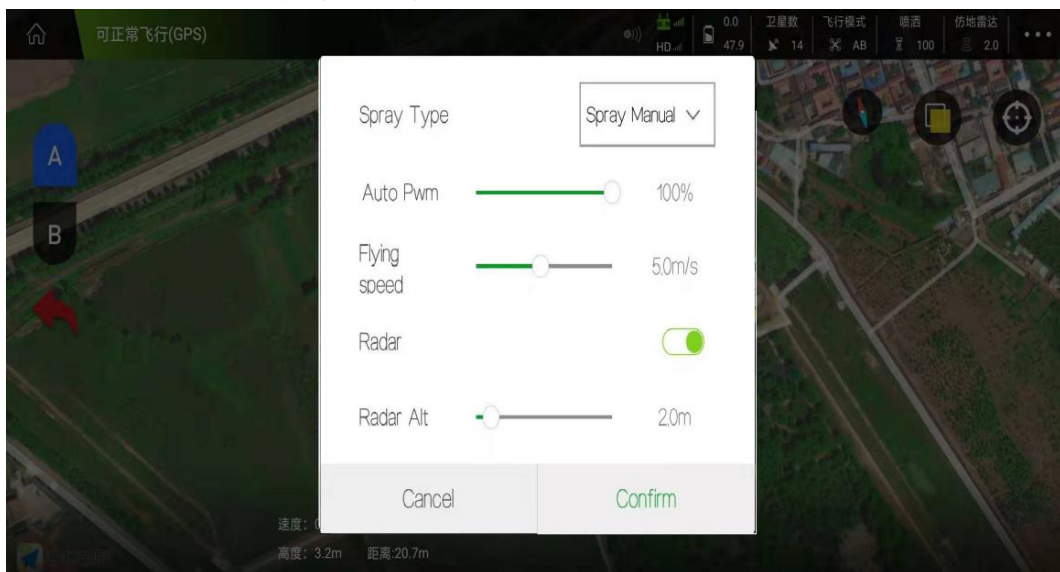 可正常飞行(GPS)
HD
0.0
47.9
卫星数
14
飞行模式
AB
喷洒
100
仿地雷达
2.0
A
B
Spray Type
Spray Manual
Auto Pwm
100%
Flying
speed
5.0m/s
Radar
Radar Alt
2.0m
Cancel
Confirm
速度:
高度: 3.2m 距离:20.7m